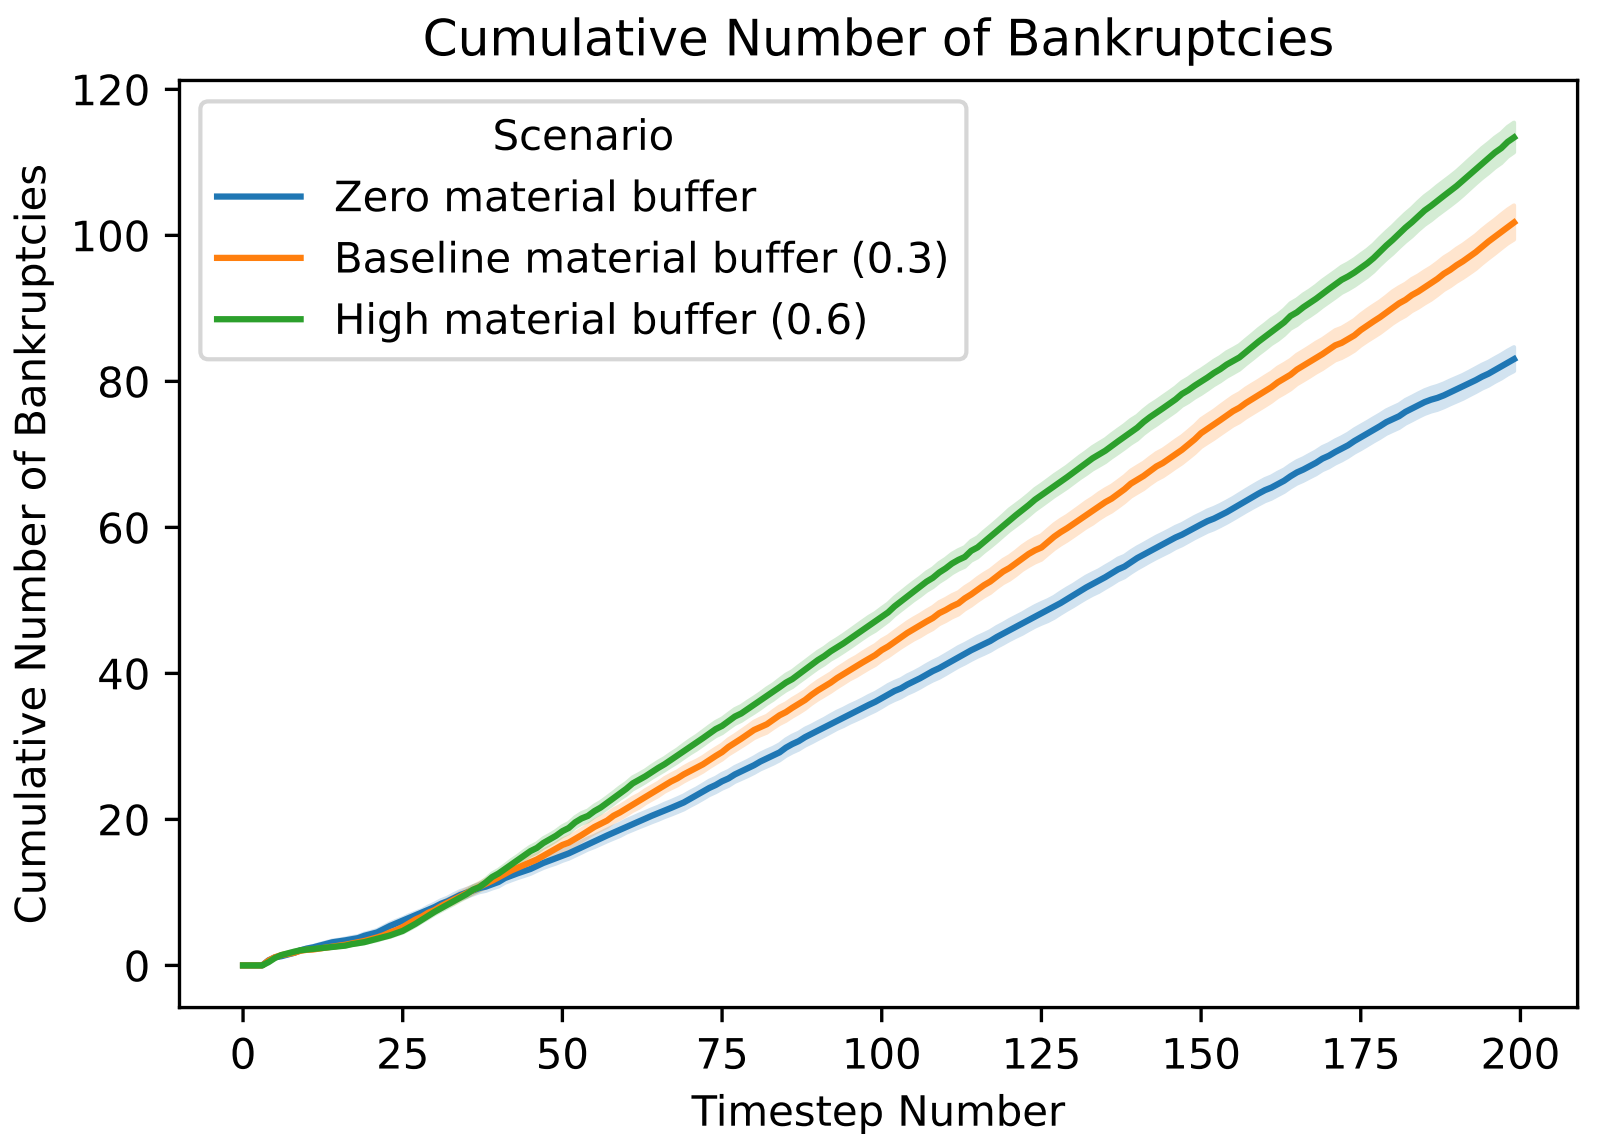 Cumulative Number of Bankruptcies
Cumulative Number of Bankruptcies
120
100
80
60
40
20
0
Scenario
Zero material buffer
Baseline material buffer (0.3)
High material buffer (0.6)
0 25 50 75 100 125 150 175 200
Timestep Number